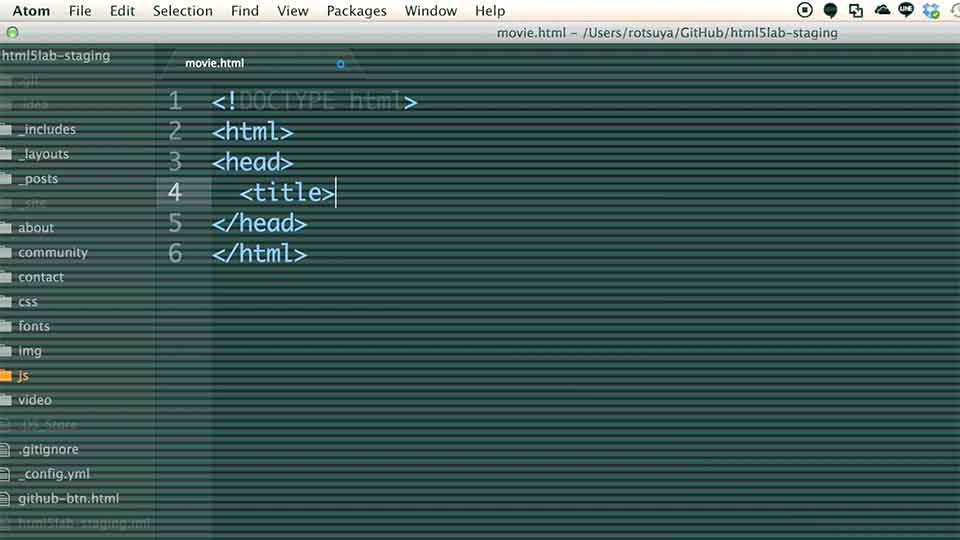 Atom File Edit Selection Find View Packages Window Help
movie.html – /Users/rotsuya/GitHub/html5lab-staging
html5lab-staging
movie.html
.git
.idea
_includes
_layouts
_posts
_site
about
community
contact
css
fonts
img
js
video
.DS_Store
.gitignore
_config.yml
github-btn.html
html5lab-staging.iml
1 <!DOCTYPE html>
2 <html>
3 <head>
4 <title>
5 </head>
6 </html>